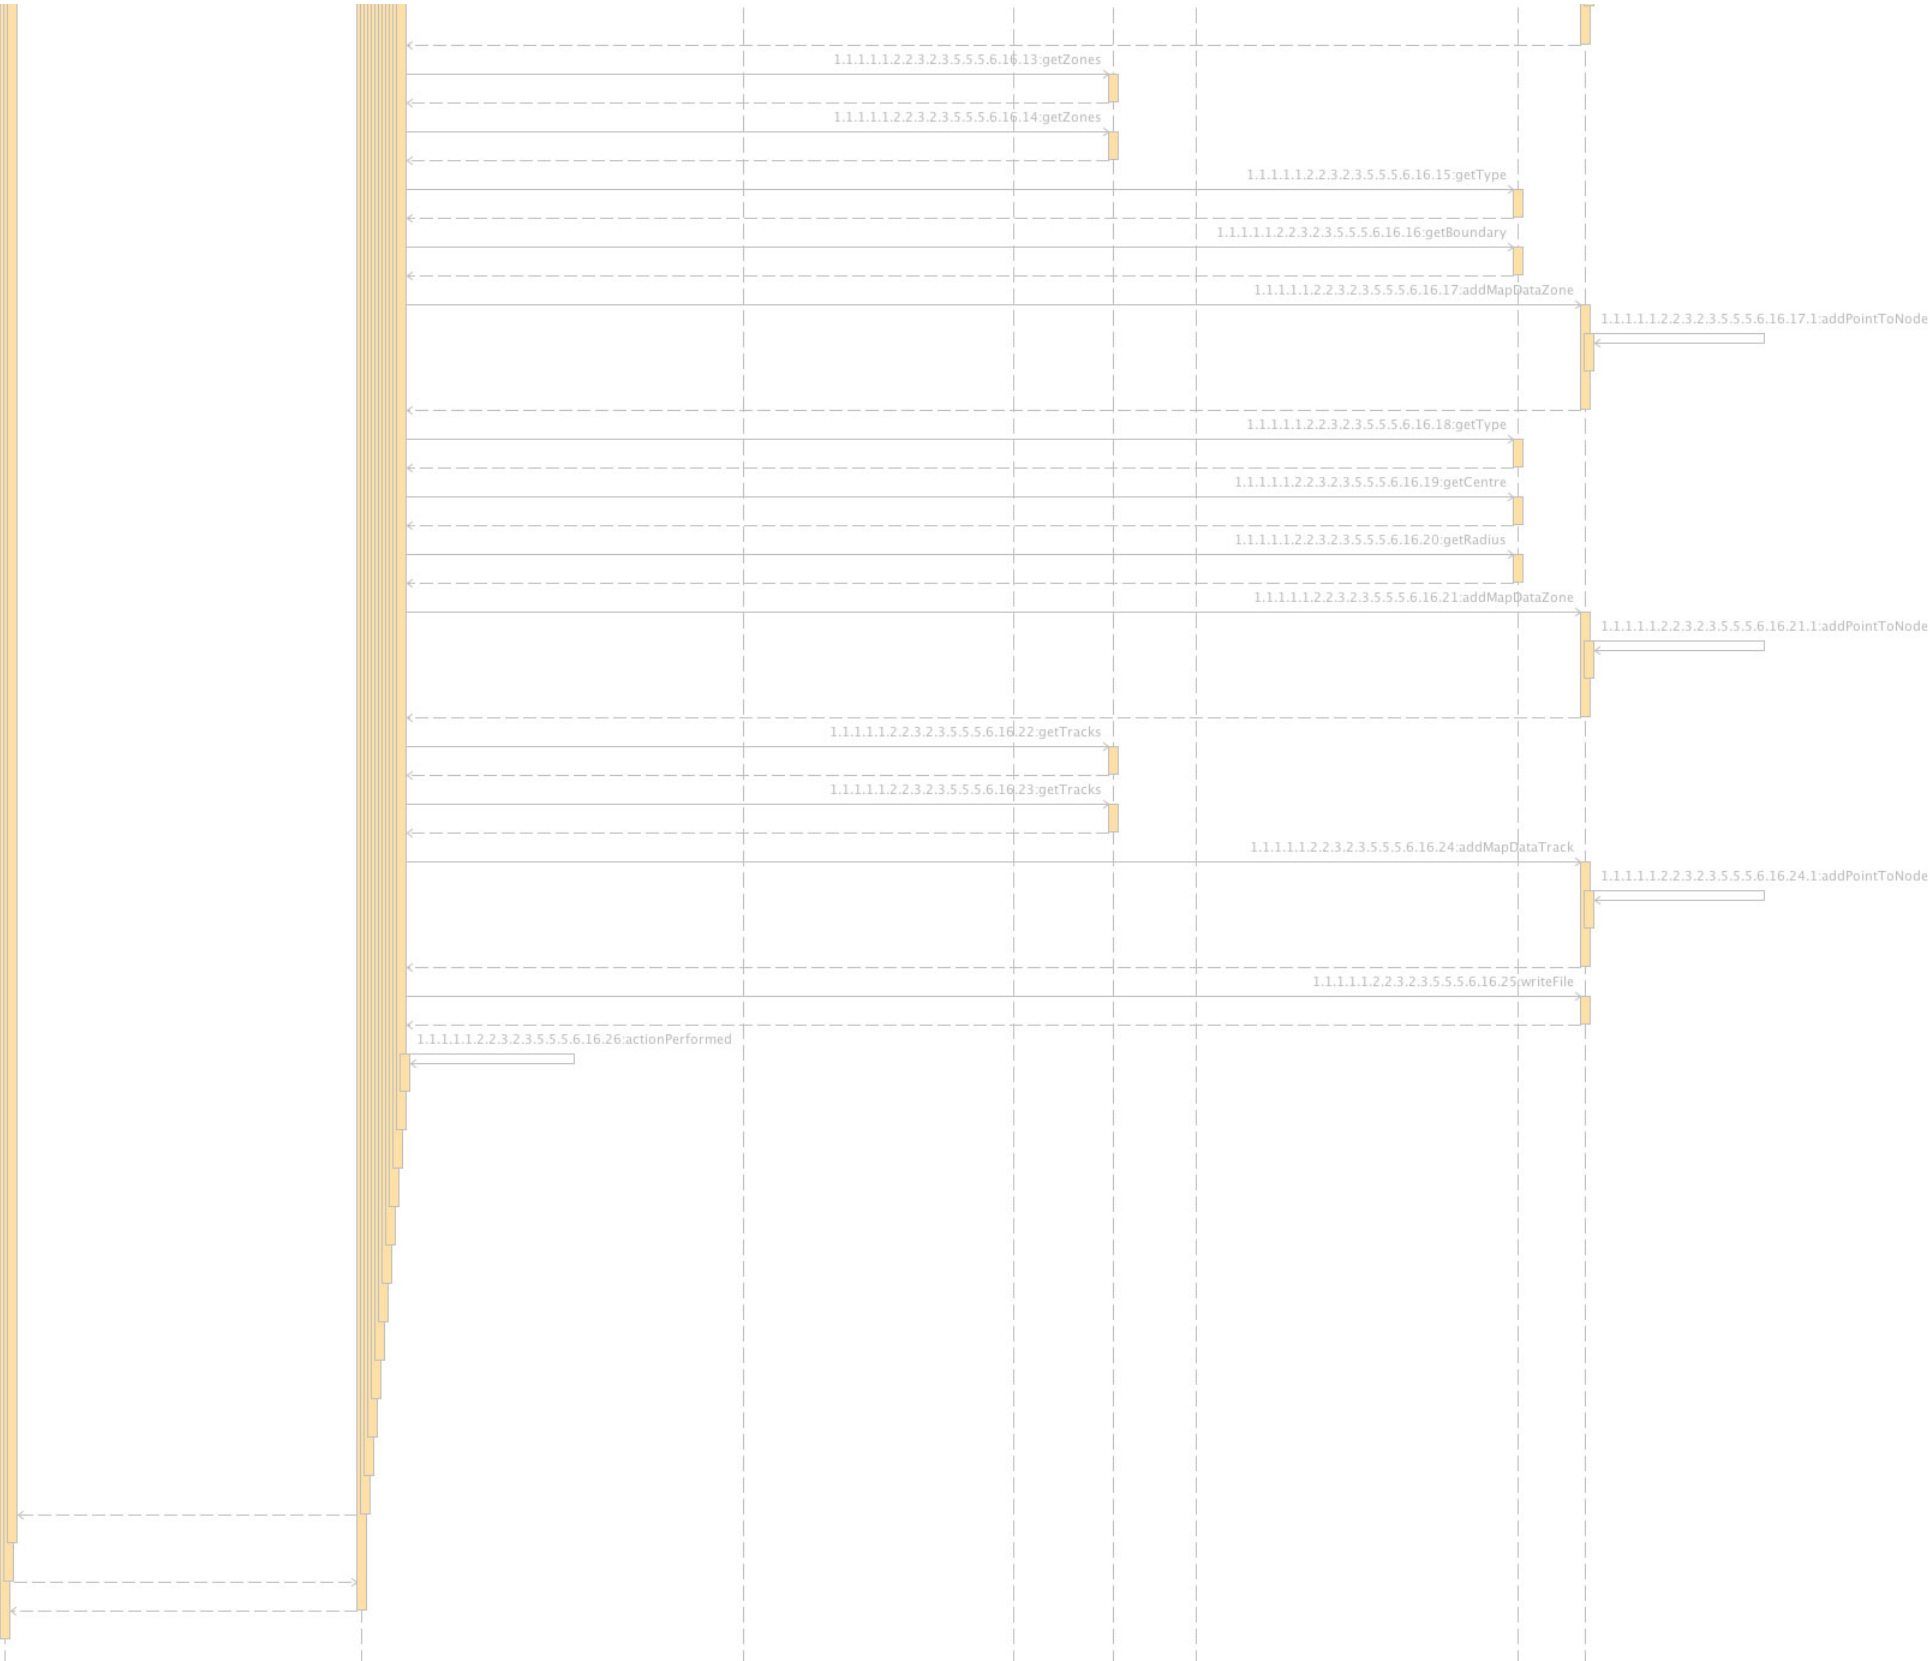 1.1.1.1.1.2.2.3.2.3.5.5.5.6.16.13:getZones
1.1.1.1.1.2.2.3.2.3.5.5.5.6.16.14:getZones
1.1.1.1.1.2.2.3.2.3.5.5.5.6.16.15:getType
1.1.1.1.1.2.2.3.2.3.5.5.5.6.16.16:getBoundary
1.1.1.1.1.2.2.3.2.3.5.5.5.6.16.17:addMapDataZone
1.1.1.1.1.2.2.3.2.3.5.5.5.6.16.17.1:addPointToNode
1.1.1.1.1.2.2.3.2.3.5.5.5.6.16.18:getType
1.1.1.1.1.2.2.3.2.3.5.5.5.6.16.19:getCentre
1.1.1.1.1.2.2.3.2.3.5.5.5.6.16.20:getRadius
1.1.1.1.1.2.2.3.2.3.5.5.5.6.16.21:addMapDataZone
1.1.1.1.1.2.2.3.2.3.5.5.5.6.16.21.1:addPointToNode
1.1.1.1.1.2.2.3.2.3.5.5.5.6.16.22:getTracks
1.1.1.1.1.2.2.3.2.3.5.5.5.6.16.23:getTracks
1.1.1.1.1.2.2.3.2.3.5.5.5.6.16.24:addMapDataTrack
1.1.1.1.1.2.2.3.2.3.5.5.5.6.16.24.1:addPointToNode
1.1.1.1.1.2.2.3.2.3.5.5.5.6.16.25:writeFile
1.1.1.1.1.2.2.3.2.3.5.5.5.6.16.26:actionPerformed